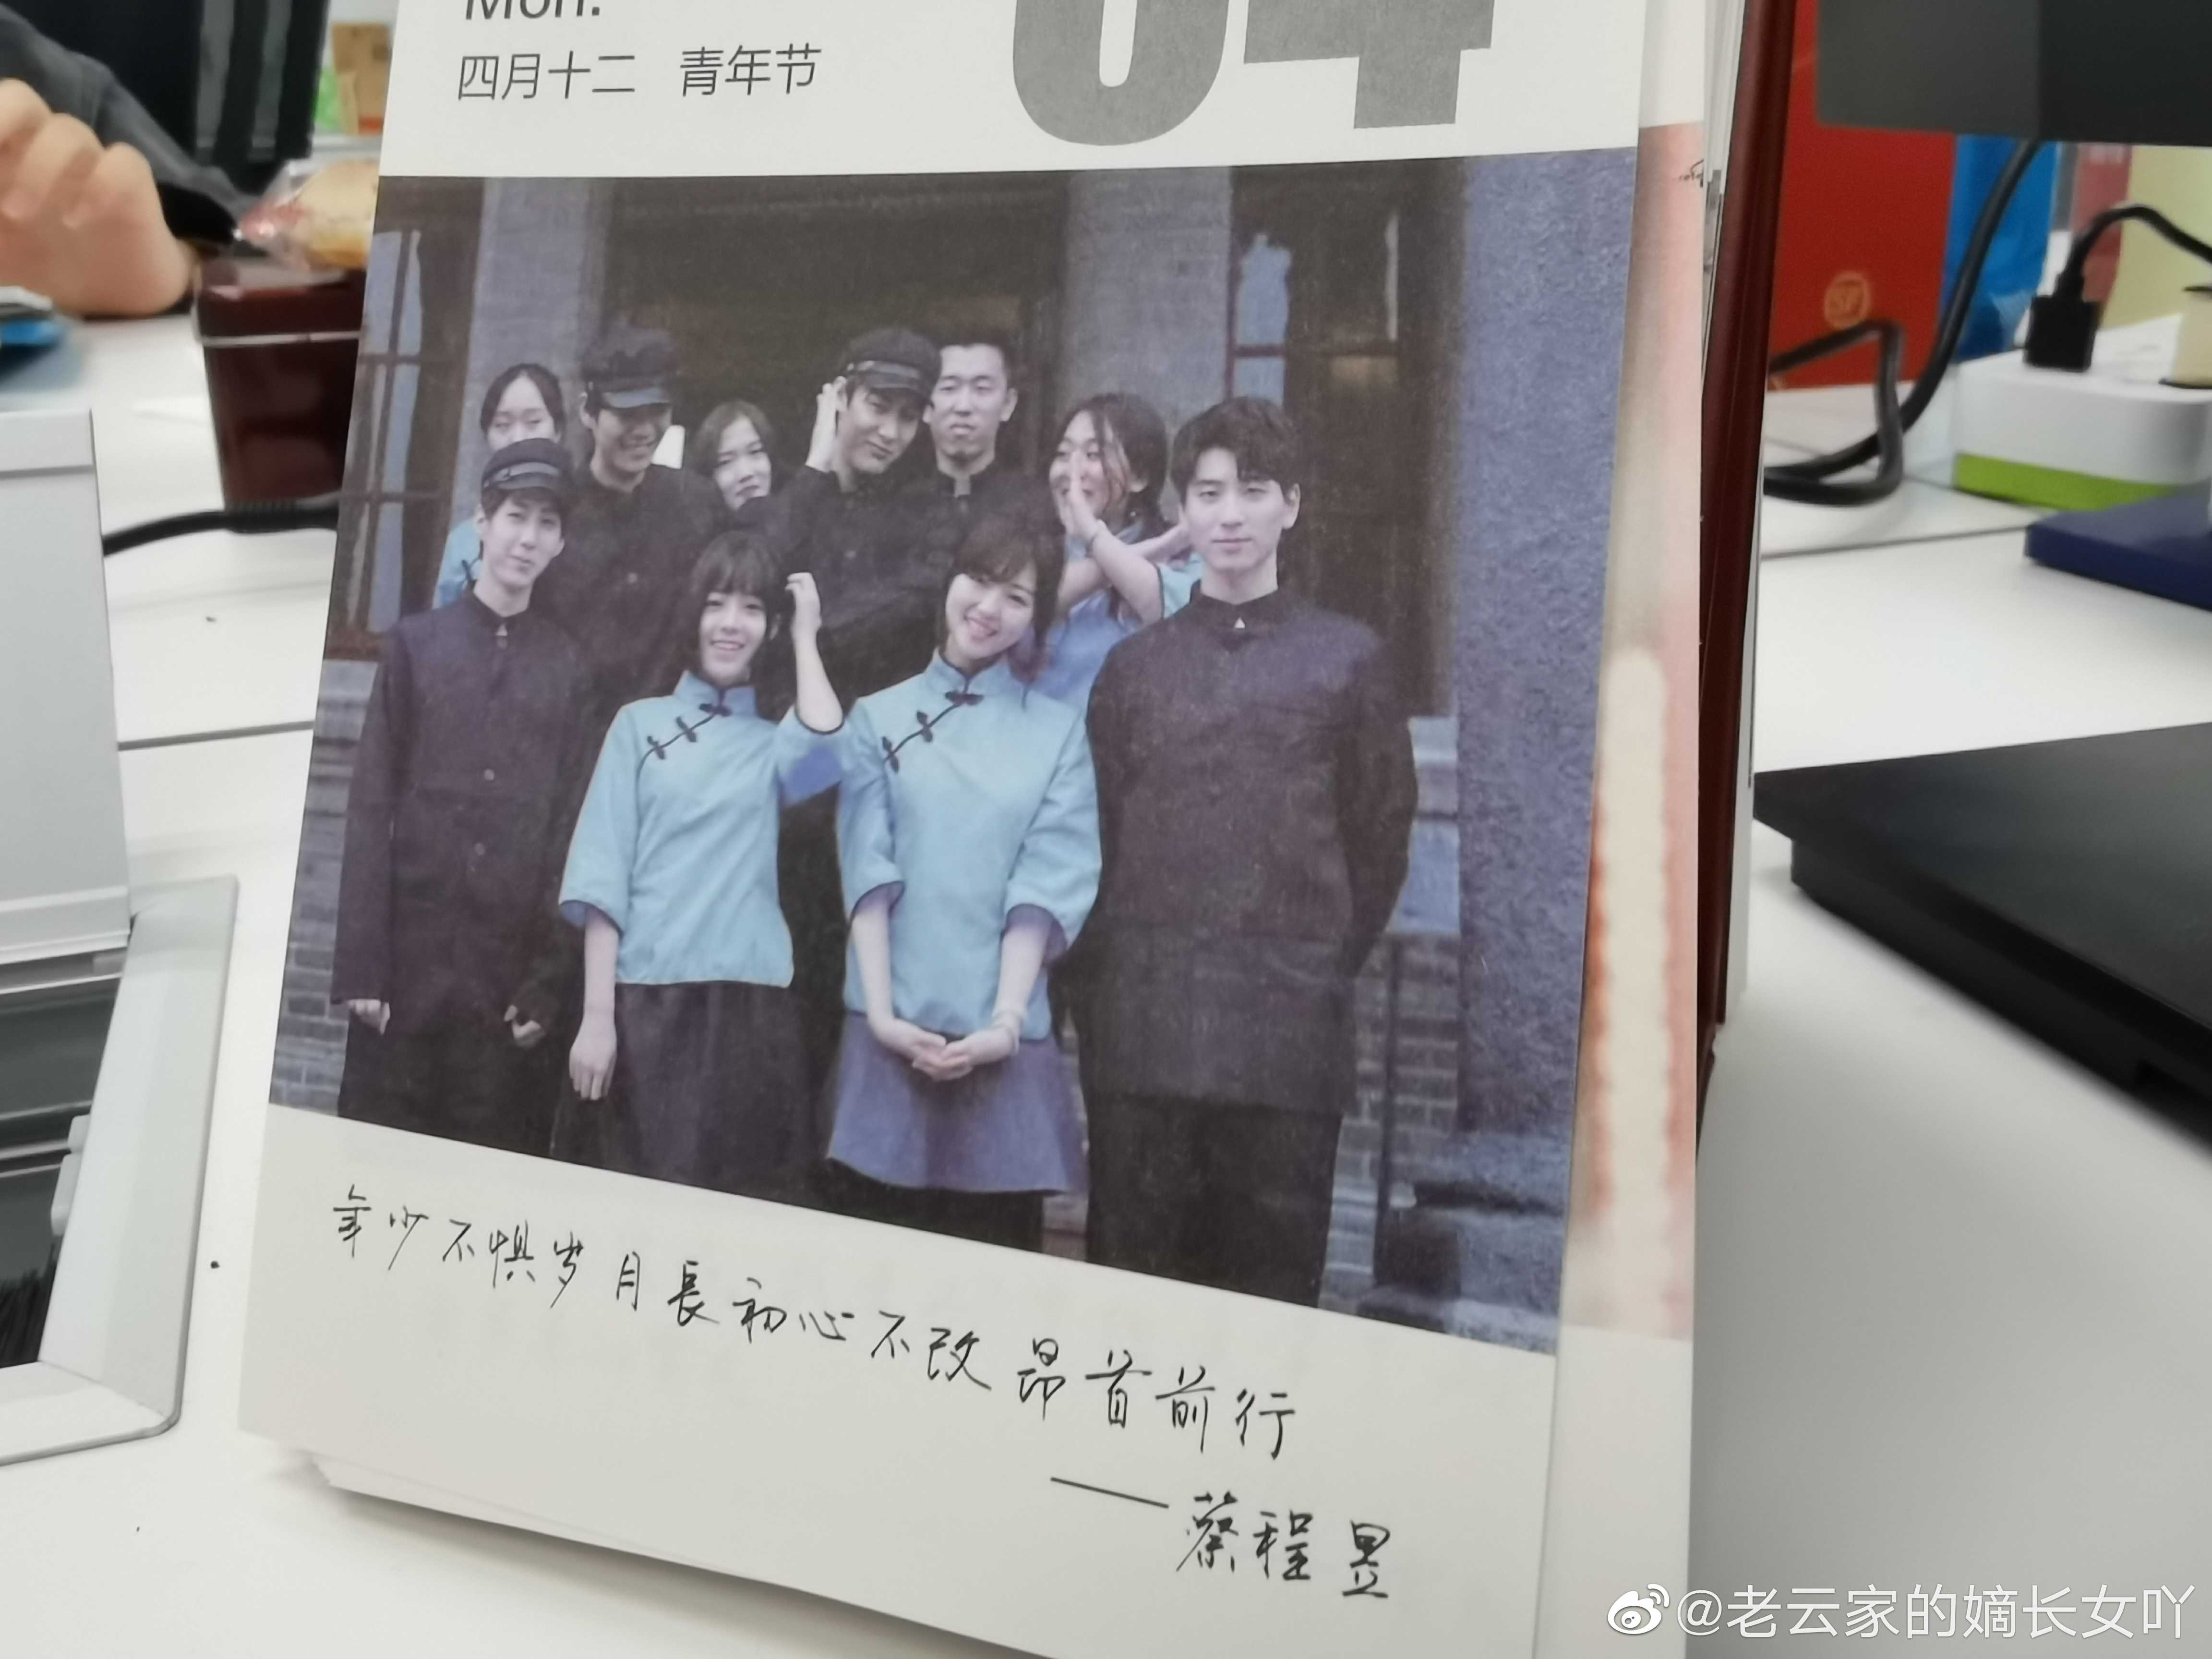 Mon.
04
四月十二 青年节
年少不惧岁月長初心不改昂首前行
——蔡程昱
SF
@老云家的嫡长女吖